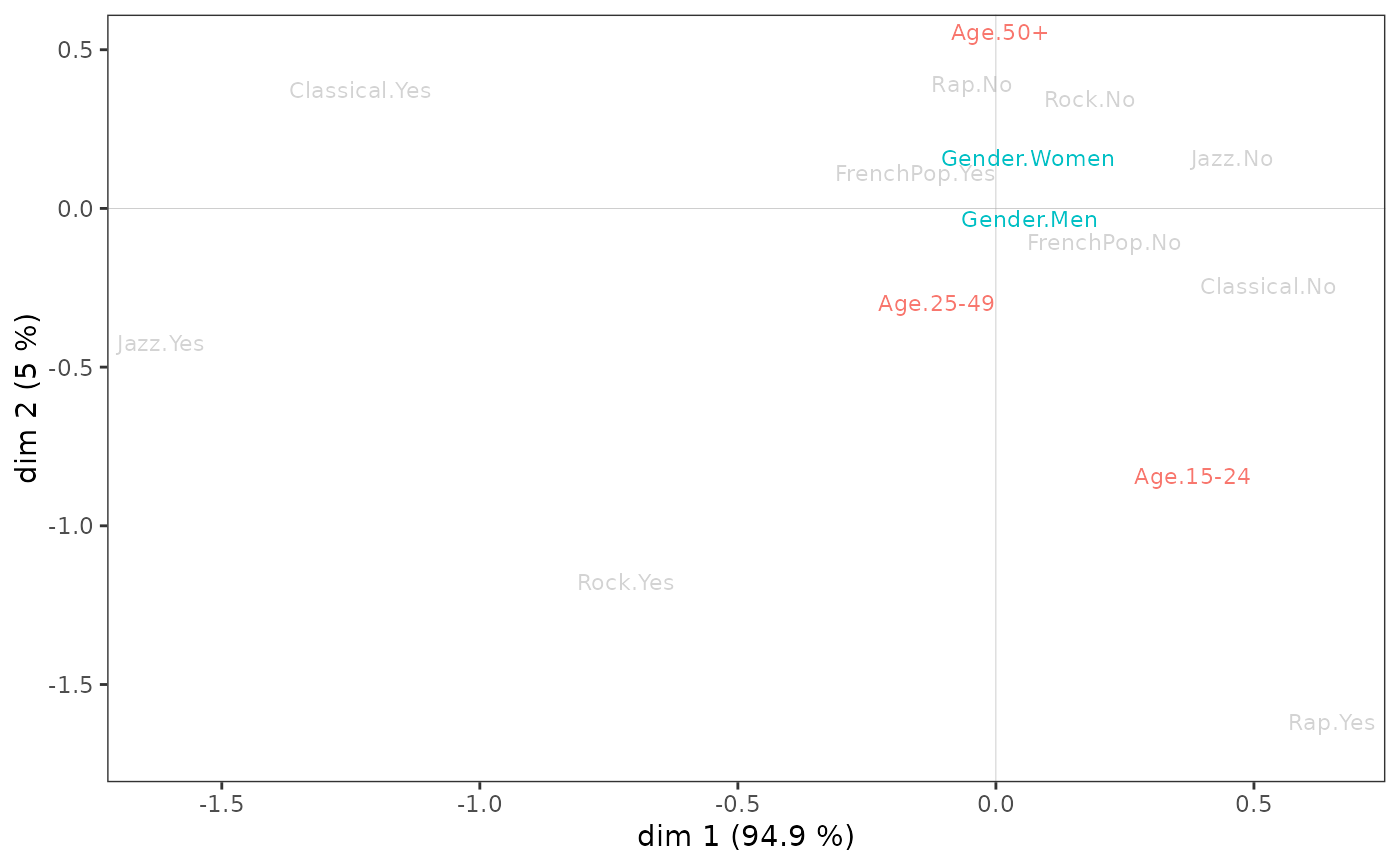 Age.50+
0.5
Rap.No
Classical.Yes
Rock.No
Gender.Women
Jazz.No
FrenchPop.Yes
0.0
Gender.Men
FrenchPop.No
Classical.No
Age.25-49
Jazz.Yes
-0.5
dim 2 (5 %)
Age.15-24
-1.0
Rock.Yes
-1.5
Rap.Yes
-1.5 -1.0 -0.5 0.0 0.5
dim 1 (94.9 %)